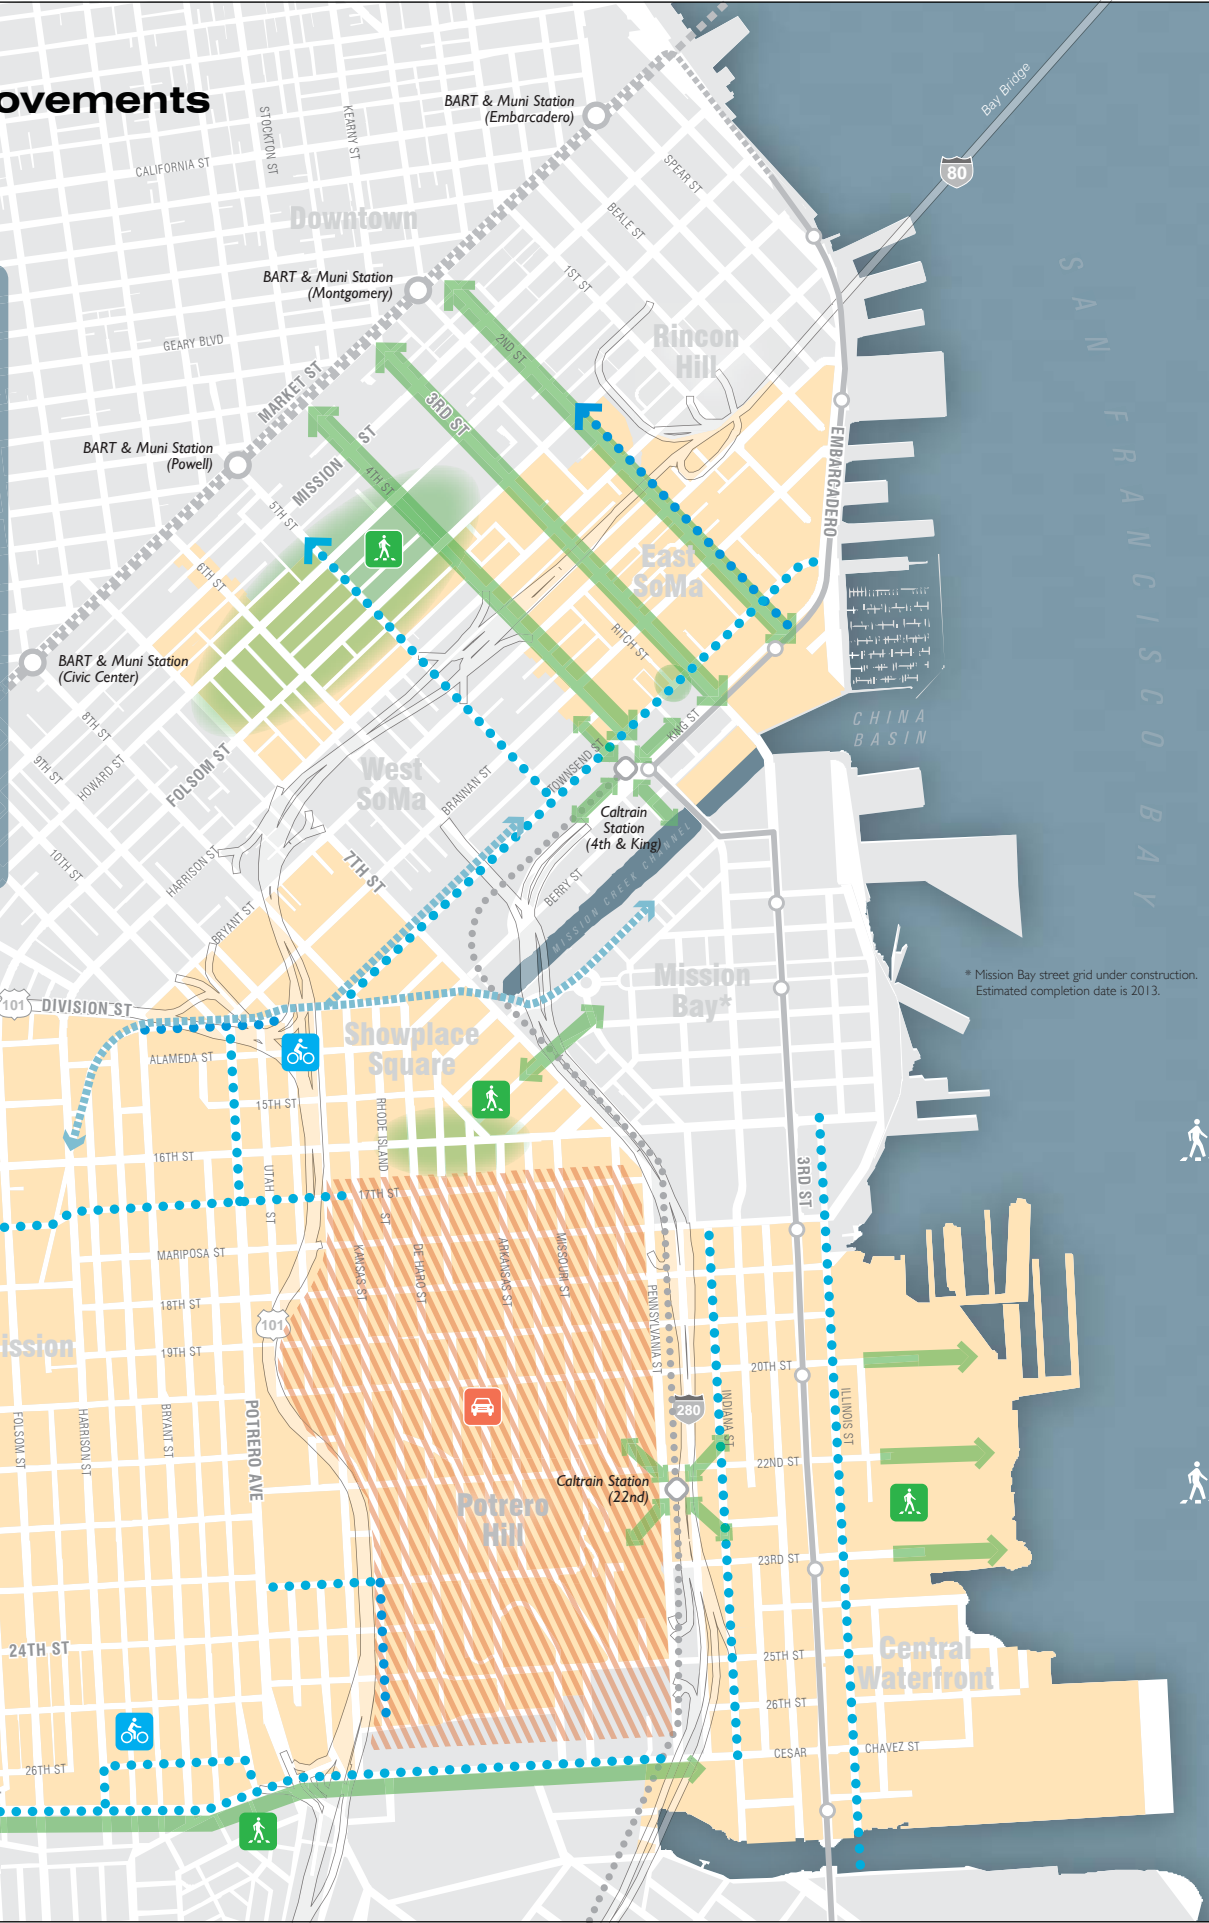 ovements
BART & Muni Station
(Embarcadero)
Bay Bridge
80
STOCKTON ST
KEARNY ST
CALIFORNIA ST
SPEAR ST
BEALE ST
Downtown
1ST ST
BART & Muni Station
(Montgomery)
GEARY BLVD
2ND ST
Rincon
Hill
SAN FRANCISCO BAY
MARKET ST
3RD ST
BART & Muni Station
(Powell)
MISSION ST
4TH ST
EMBARCADERO
5TH ST
6TH ST
East
SoMa
RITCH ST
BART & Muni Station
(Civic Center)
8TH ST
9TH ST
HOWARD ST
FOLSOM ST
KING ST
CHINA
BASIN
West
SoMa
TOWNSEND ST
BRANNAN ST
Caltrain
Station
(4th & King)
10TH ST
HARRISON ST
7TH ST
BERRY ST
MISSION CREEK CHANNEL
BRYANT ST
Mission
Bay*
* Mission Bay street grid under construction.
Estimated completion date is 2013.
101
DIVISION ST
Showplace
Square
ALAMEDA ST
15TH ST
RHODE ISLAND ST
16TH ST
UTAH ST
17TH ST
3RD ST
MARIPOSA ST
KANSAS ST
DE HARO ST
ARKANSAS ST
MISSOURI ST
PENNSYLVANIA ST
18TH ST
101
ission
19TH ST
20TH ST
280
INDIANA ST
ILLINOIS ST
FOLSOM ST
HARRISON ST
BRYANT ST
POTRERO AVE
22ND ST
Caltrain Station
(22nd)
Potrero
Hill
23RD ST
24TH ST
25TH ST
Central
Waterfront
26TH ST
CESAR CHAVEZ ST
26TH ST